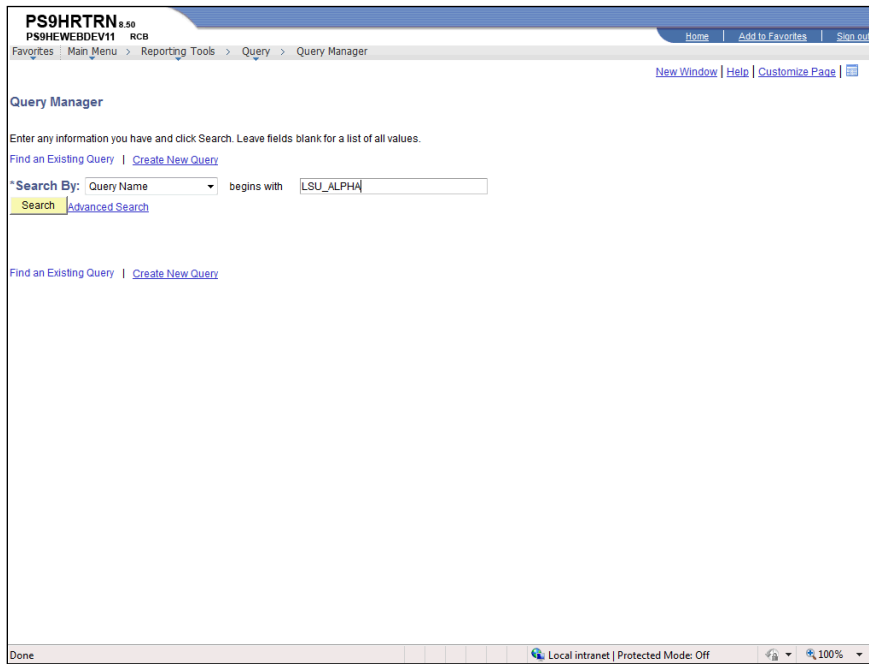 PS9HRTRN 8.50
PS9HEWEBDEV11 RCB
Home | Add to Favorites | Sign out
Favorites Main Menu > Reporting Tools > Query > Query Manager
New Window | Help | Customize Page |
Query Manager
Enter any information you have and click Search. Leave fields blank for a list of all values.
Find an Existing Query | Create New Query
*Search By: Query Name begins with LSU_ALPHA
Search Advanced Search
Find an Existing Query | Create New Query
Done Local intranet | Protected Mode: Off 100%